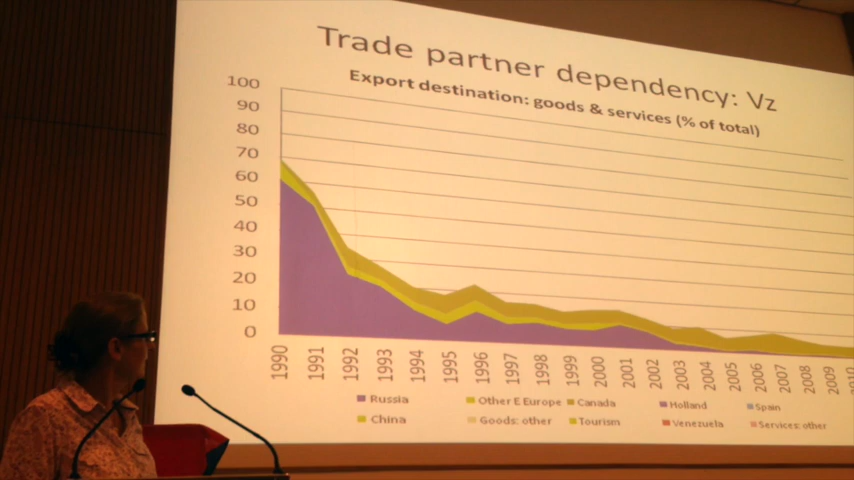 Trade partner dependency: Vz
Export destination: goods & services (% of total)
100
90
80
70
60
50
40
30
20
10
0
1990 1991 1992 1993 1994 1995 1996 1997 1998 1999 2000 2001 2002 2003 2004 2005 2006 2007 2008 2009 2010
Russia Other E Europe Canada Holland Spain
China Goods: other Tourism Venezuela Services: other